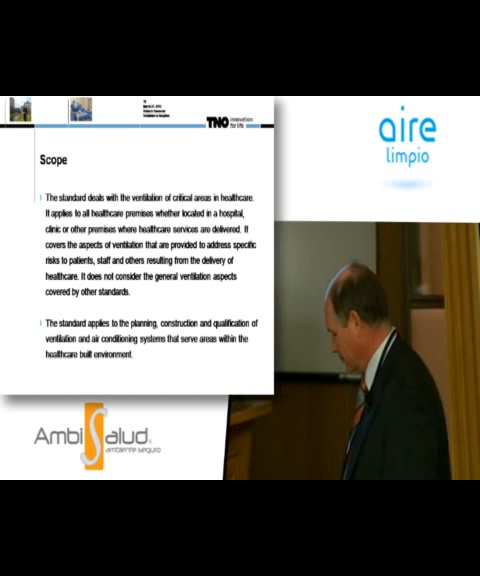 TNO innovation
for life
aire
limpio
Scope
The standard deals with the ventilation of critical areas in healthcare.
It applies to all healthcare premises whether located in a hospital,
clinic or other premises where healthcare services are delivered. It
covers the aspects of ventilation that are provided to address specific
risks to patients, staff and others resulting from the delivery of
healthcare. It does not consider the general ventilation aspects
covered by other standards.
The standard applies to the planning, construction and qualification of
ventilation and air conditioning systems that serve areas within the
healthcare built environment.
AmbiSalud
ambiente seguro